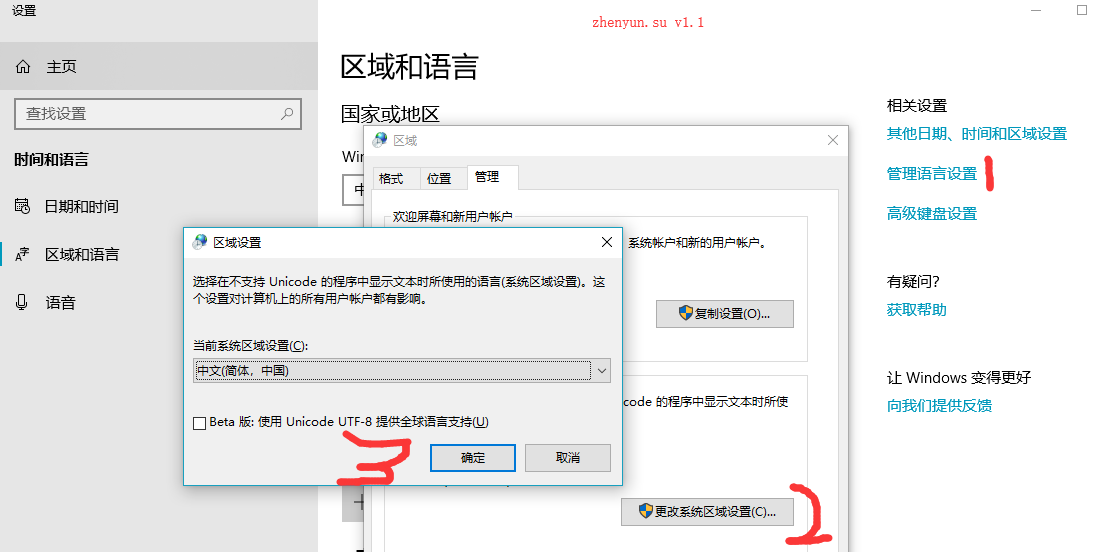 设置
zhenyun.su v1.1
主页
查找设置
时间和语言
日期和时间
区域和语言
语音
区域和语言
国家或地区
Win
区域
格式
位置
管理
欢迎屏幕和新用户帐户
系统帐户和新的用户帐户。
复制设置(O)...
code 的程序中显示文本时所使
更改系统区域设置(C)...
2
区域设置
选择在不支持 Unicode 的程序中显示文本时所使用的语言(系统区域设置)。这
个设置对计算机上的所有用户帐户都有影响。
当前系统区域设置(C):
中文(简体，中国)
Beta 版: 使用 Unicode UTF-8 提供全球语言支持(U)
3
确定
取消
相关设置
其他日期、时间和区域设置
管理语言设置 1
高级键盘设置
有疑问?
获取帮助
让 Windows 变得更好
向我们提供反馈